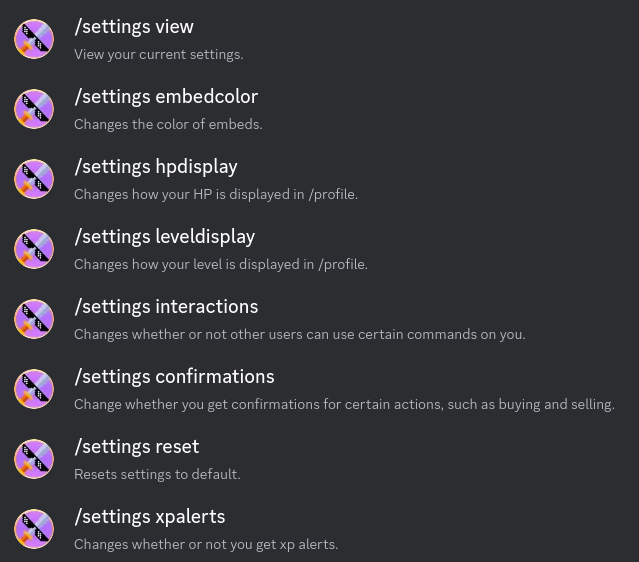 /settings view
View your current settings.
/settings embedcolor
Changes the color of embeds.
/settings hpdisplay
Changes how your HP is displayed in /profile.
/settings leveldisplay
Changes how your level is displayed in /profile.
/settings interactions
Changes whether or not other users can use certain commands on you.
/settings confirmations
Change whether you get confirmations for certain actions, such as buying and selling.
/settings reset
Resets settings to default.
/settings xpalerts
Changes whether or not you get xp alerts.